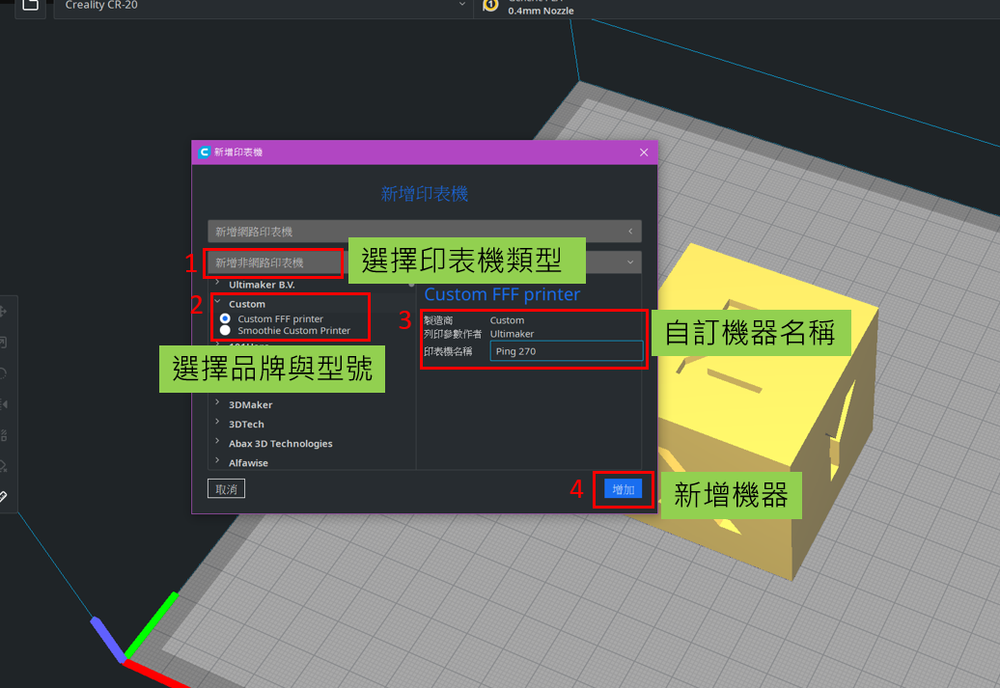 Creality CR-20
0.4mm Nozzle
新增印表機
新增印表機
新增網路印表機
1
新增非網路印表機
選擇印表機類型
Ultimaker B.V.
2
Custom
Custom FFF printer
Smoothie Custom Printer
選擇品牌與型號
3DMaker
3DTech
Abax 3D Technologies
Alfawise
Custom FFF printer
3
製造商 Custom
列印參數作者 Ultimaker
印表機名稱 Ping 270
自訂機器名稱
取消
4
增加
新增機器